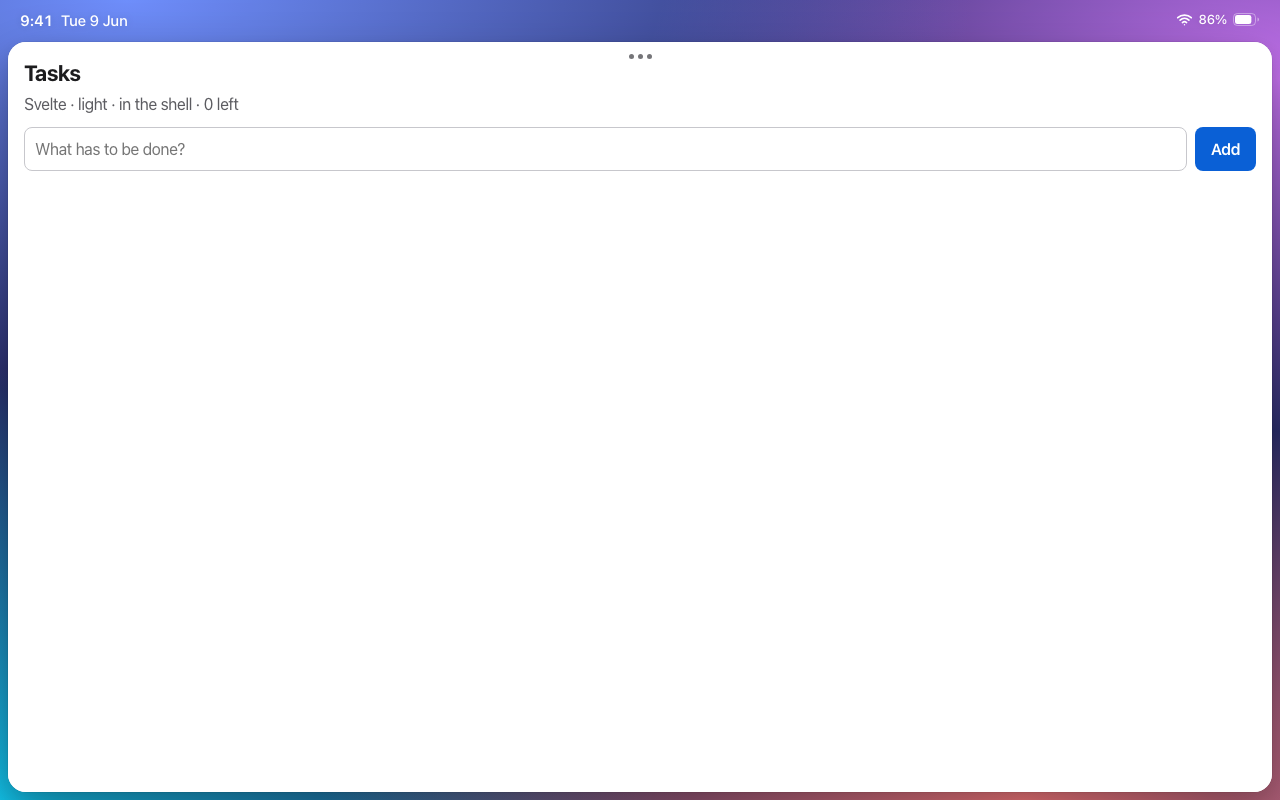 9:41 Tue 9 Jun
86%
Tasks
Svelte · light · in the shell · 0 left
What has to be done?
Add